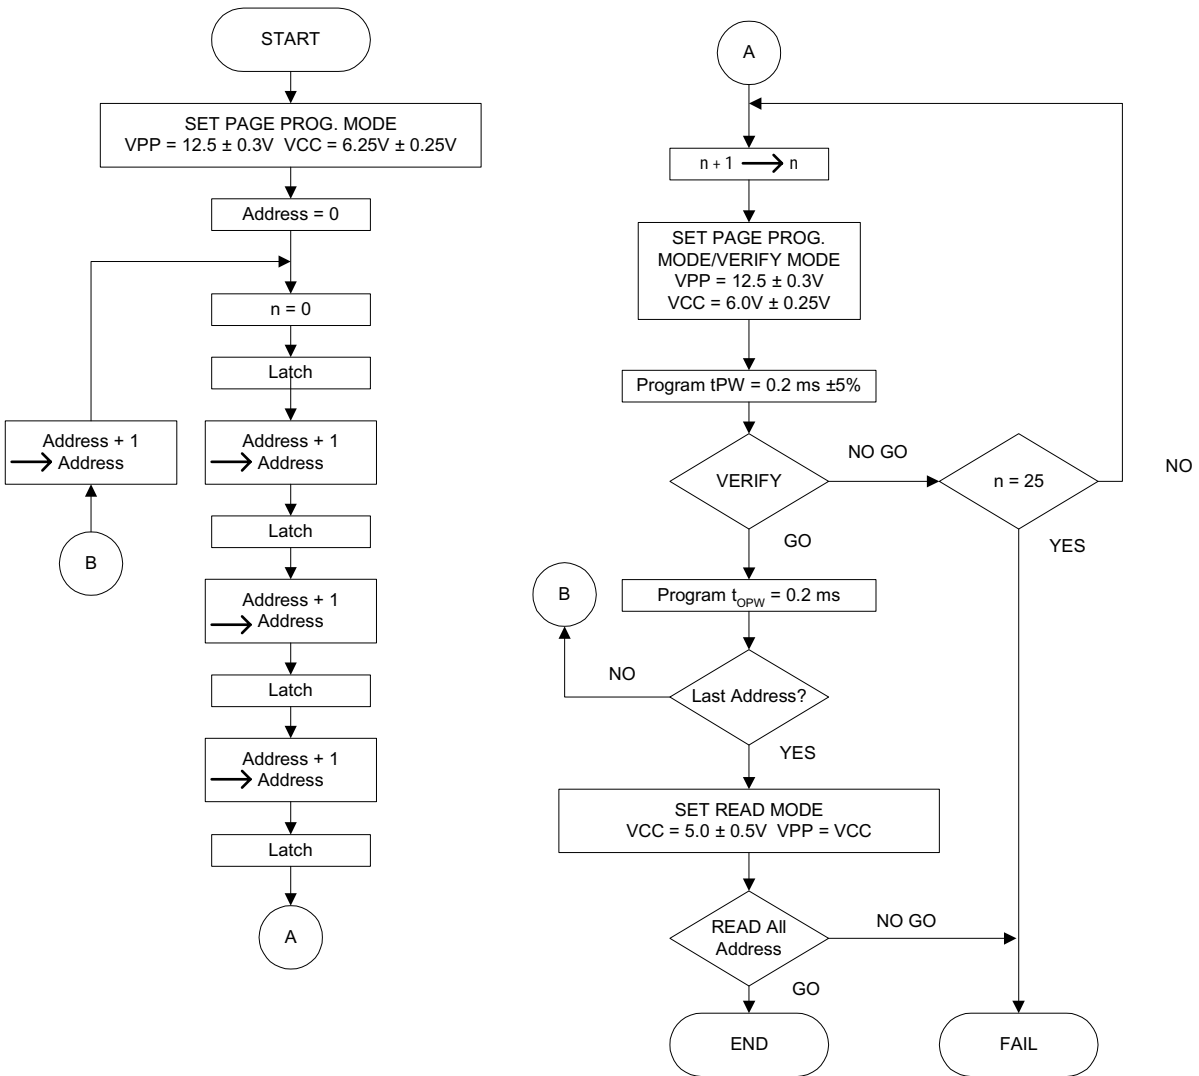 START
SET PAGE PROG. MODE
VPP = 12.5 ± 0.3V VCC = 6.25V ± 0.25V
Address = 0
n = 0
Latch
Address + 1
Address
B
Address + 1
Address
Latch
Address + 1
Address
Latch
Address + 1
Address
Latch
A
A
n + 1 ⟶ n
SET PAGE PROG.
MODE/VERIFY MODE
VPP = 12.5 ± 0.3V
VCC = 6.0V ± 0.25V
Program tPW = 0.2 ms ±5%
VERIFY
NO GO
n = 25
NO
YES
GO
Program tOPW = 0.2 ms
B
NO
Last Address?
YES
SET READ MODE
VCC = 5.0 ± 0.5V VPP = VCC
READ All
Address
NO GO
GO
END
FAIL